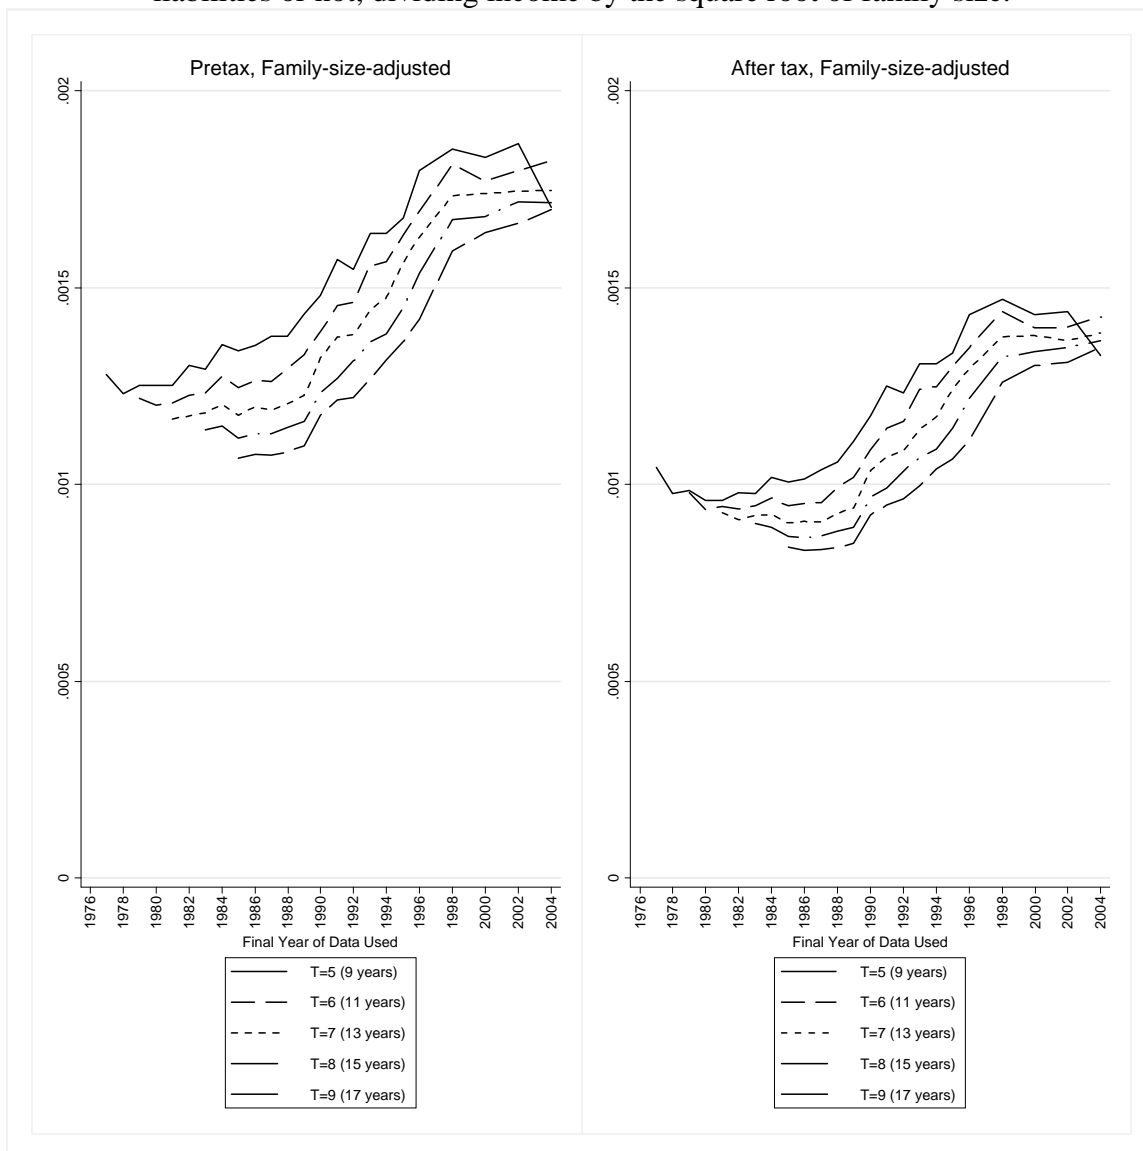 liabilities or not, dividing income by the square root of family size.
Pretax, Family-size-adjusted
.002
.0015
.001
.0005
0
1976
1978
1980
1982
1984
1986
1988
1990
1992
1994
1996
1998
2000
2002
2004
Final Year of Data Used
T=5 (9 years)
T=6 (11 years)
T=7 (13 years)
T=8 (15 years)
T=9 (17 years)
After tax, Family-size-adjusted
.002
.0015
.001
.0005
0
1976
1978
1980
1982
1984
1986
1988
1990
1992
1994
1996
1998
2000
2002
2004
Final Year of Data Used
T=5 (9 years)
T=6 (11 years)
T=7 (13 years)
T=8 (15 years)
T=9 (17 years)